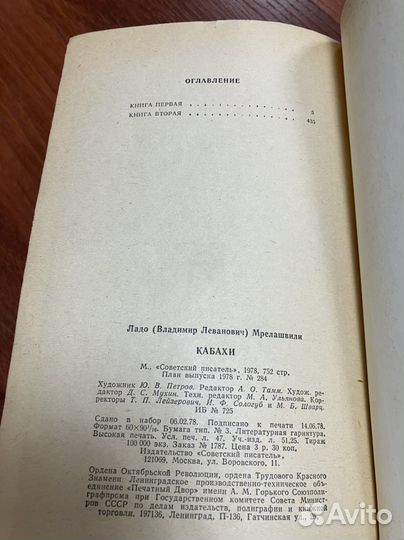 ОГЛАВЛЕНИЕ
КНИГА ПЕРВАЯ . . . . . . . . . . . . 5
КНИГА ВТОРАЯ . . . . . . . . . . . . 435
Ладо (Владимир Леванович) Мрелашвили
КАБАХИ
М., «Советский писатель», 1978, 752 стр.
План выпуска 1978 г. № 284
Художник Ю. В. Петров. Редактор А. О. Тамм. Худож. ре-
дактор Д. С. Мухин. Техн. редактор М. А. Ульянова. Кор-
ректоры Т. П. Лейзерович, И. Ф. Сологуб и М. Б. Шварц.
ИБ № 725
Сдано в набор 06.02.78. Подписано к печати 14.06.78.
Формат 60×90¹/₁₆. Бумага тип. № 3. Литературная гарнитура.
Высокая печать. Усл. печ. л. 47. Уч.-изд. л. 51,25. Тираж
100 000 экз. Заказ № 1787. Цена 3 р. 30 коп.
Издательство «Советский писатель».
121069, Москва, ул. Воровского, 11.
Ордена Октябрьской Революции, ордена Трудового Красного
Знамени Ленинградское производственно-техническое объ-
единение «Печатный Двор» имени А. М. Горького Союзполи-
графпрома при Государственном комитете Совета Минист-
ров СССР по делам издательств, полиграфии и книжной
торговли. 197136, Ленинград, П-136, Гатчинская ул.
Avito